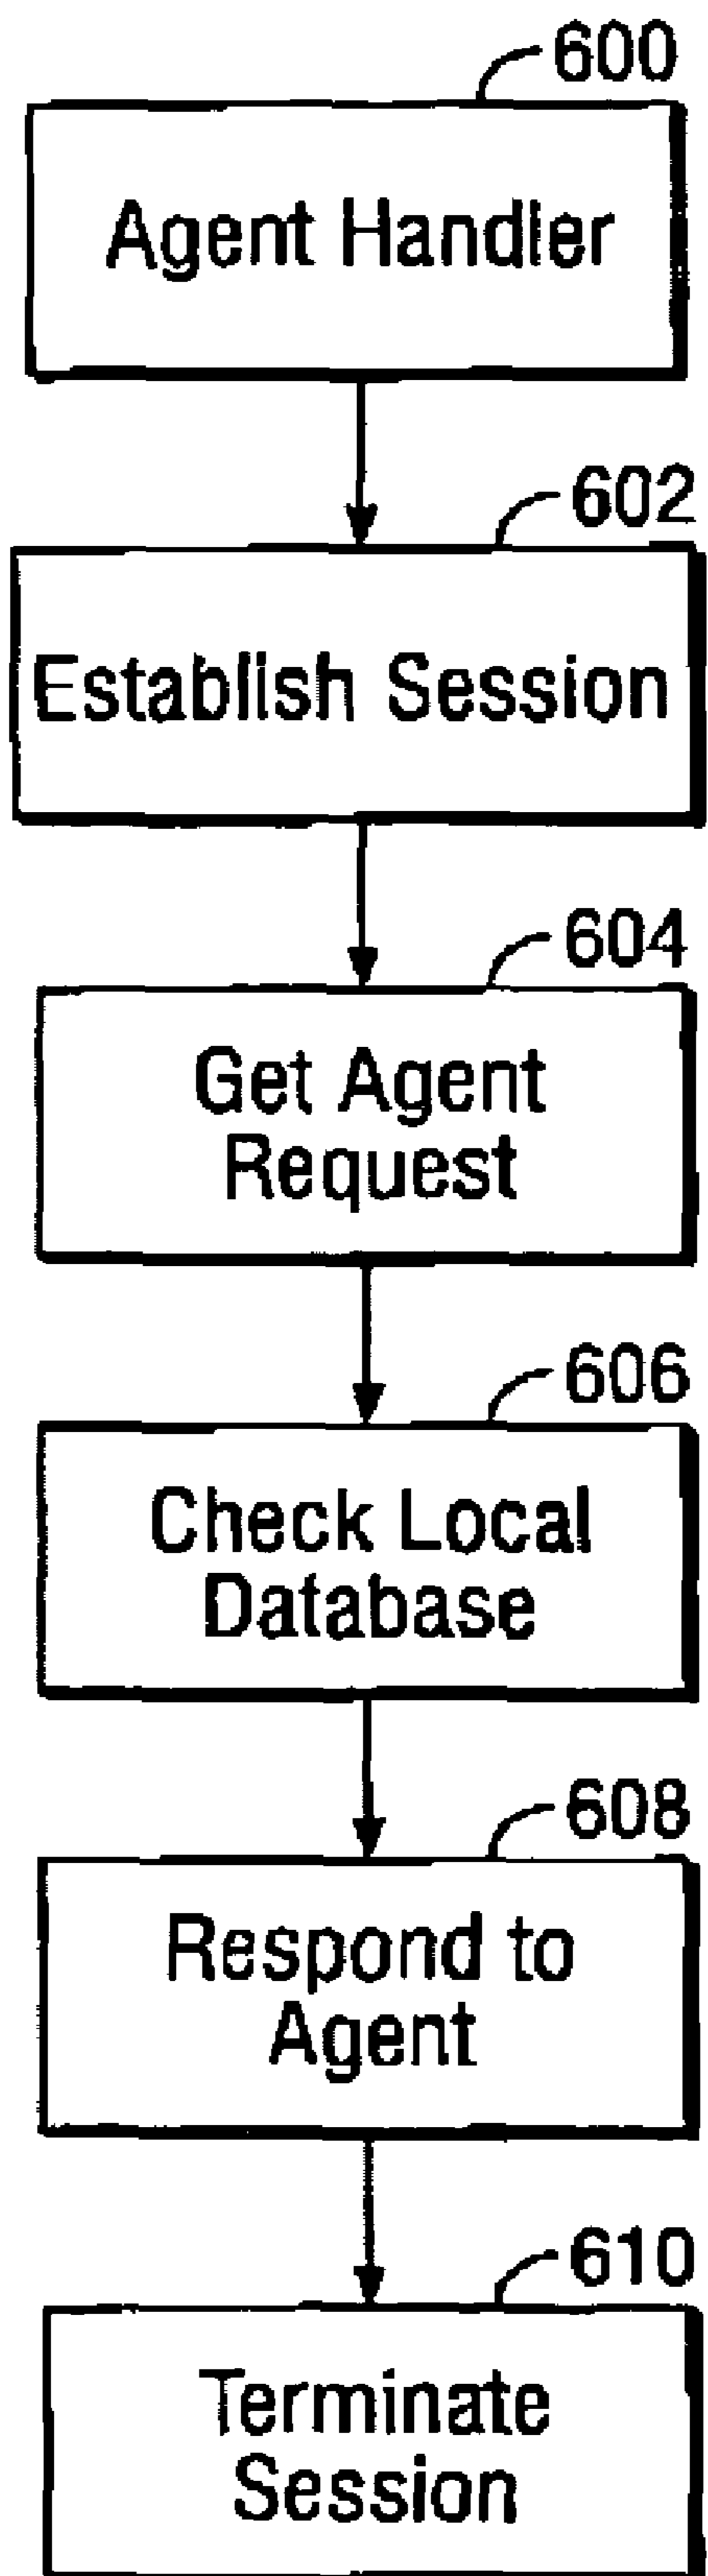 600
Agent Handler
602
Establish Session
604
Get Agent
Request
606
Check Local
Database
608
Respond to
Agent
610
Terminate
Session